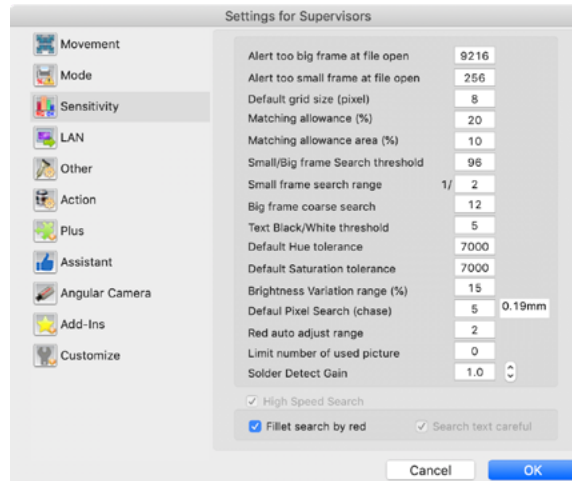 Settings for Supervisors
Movement
Mode
Sensitivity
LAN
Other
Action
Plus
Assistant
Angular Camera
Add-Ins
Customize
Alert too big frame at file open 9216
Alert too small frame at file open 256
Default grid size (pixel) 8
Matching allowance (%) 20
Matching allowance area (%) 10
Small/Big frame Search threshold 96
Small frame search range 1/ 2
Big frame coarse search 12
Text Black/White threshold 5
Default Hue tolerance 7000
Default Saturation tolerance 7000
Brightness Variation range (%) 15
Defaul Pixel Search (chase) 5 0.19mm
Red auto adjust range 2
Limit number of used picture 0
Solder Detect Gain 1.0
High Speed Search
Fillet search by red Search text careful
Cancel OK